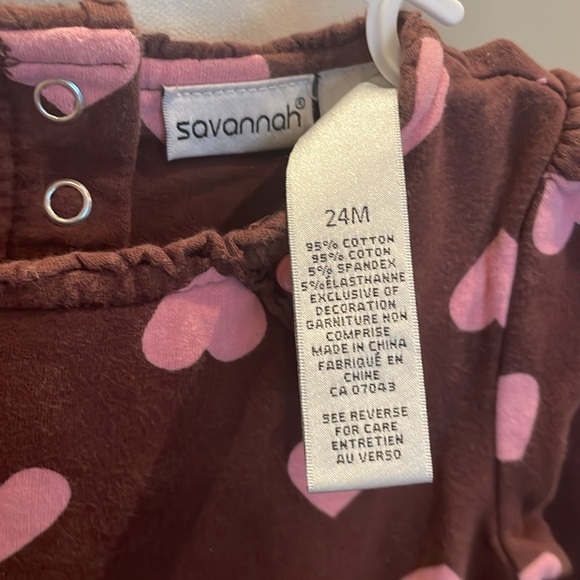 savannah®
24M
95% COTTON
95% COTON
5% SPANDEX
5% ÉLASTHANNE
EXCLUSIVE OF
DECORATION
GARNITURE NON
COMPRISE
MADE IN CHINA
FABRIQUÉ EN
CHINE
CA 07043
SEE REVERSE
FOR CARE
ENTRETIEN
AU VERSO